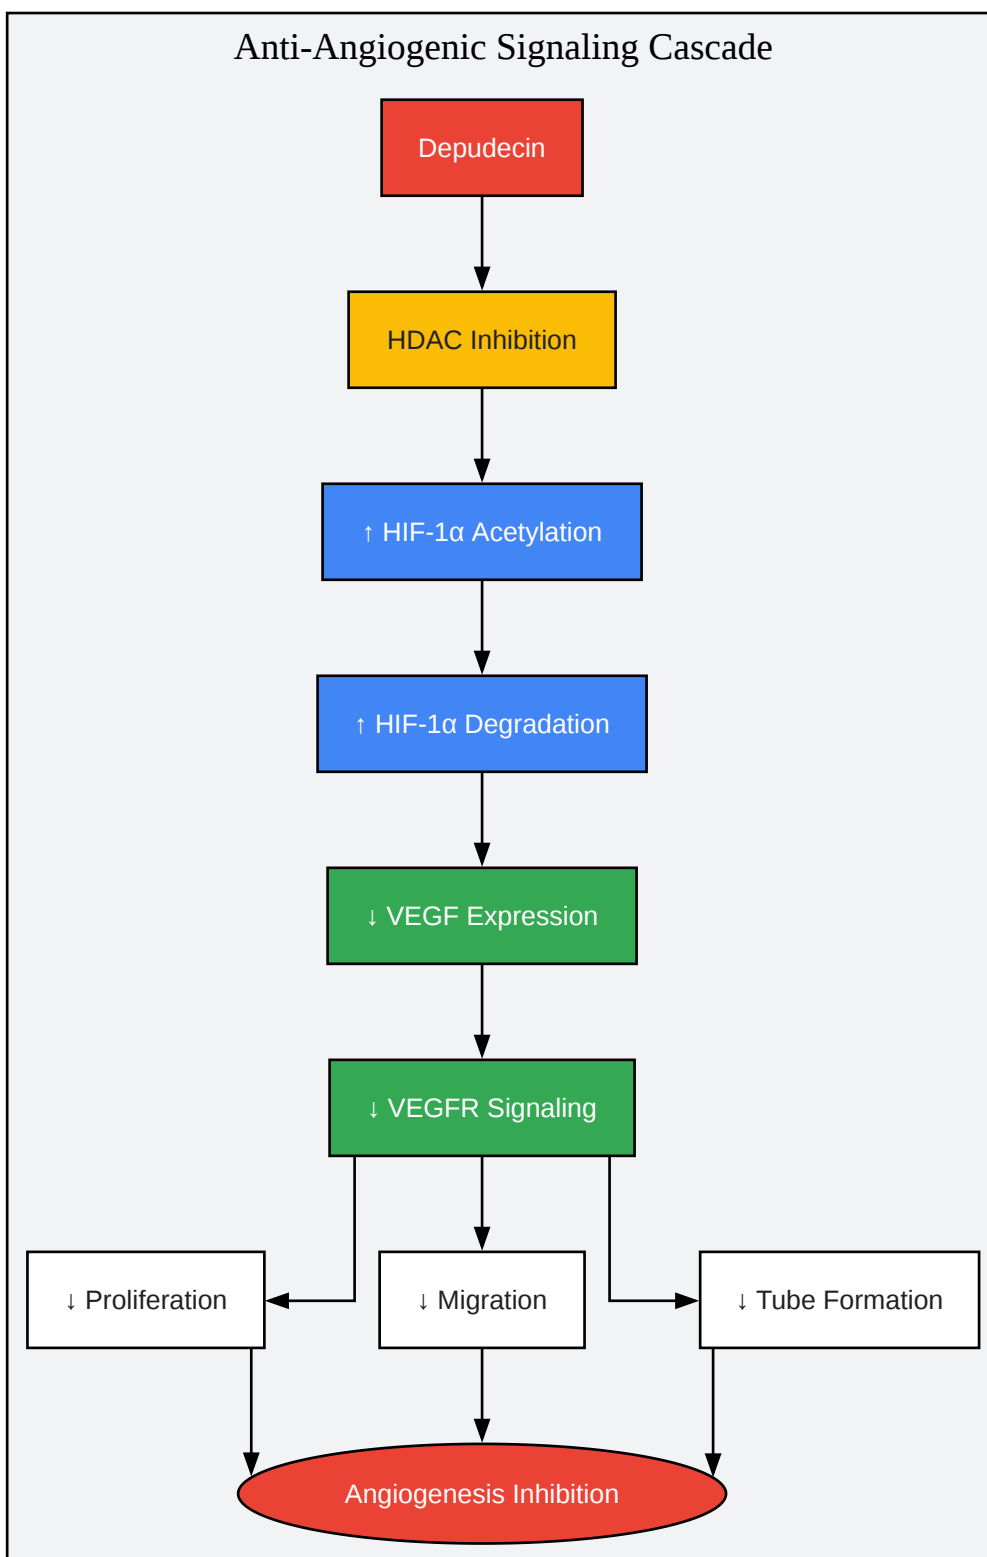 Anti-Angiogenic Signaling Cascade
Depudecin
HDAC Inhibition
↑ HIF-1α Acetylation
↑ HIF-1α Degradation
↓ VEGF Expression
↓ VEGFR Signaling
↓ Proliferation
↓ Migration
↓ Tube Formation
Angiogenesis Inhibition